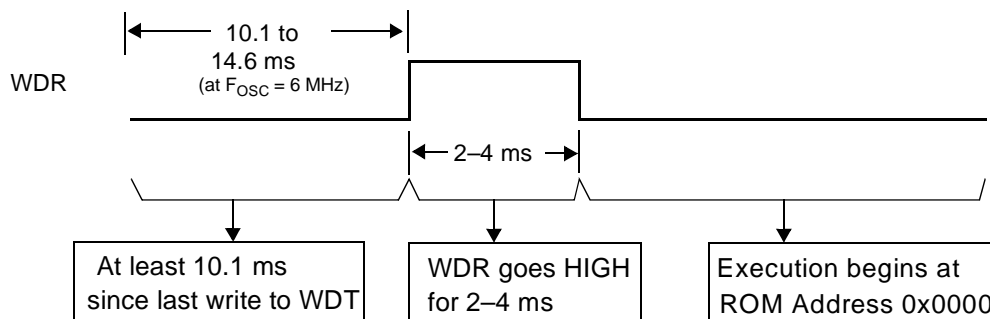 10.1 to
14.6 ms
(at FOSC = 6 MHz)
WDR
2–4 ms
At least 10.1 ms
since last write to WDT
WDR goes HIGH
for 2–4 ms
Execution begins at
ROM Address 0x0000